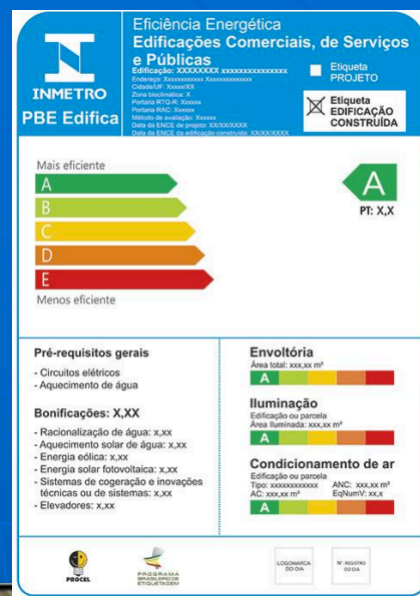 INMETRO
PBE Edifica
Eficiência Energética
Edificações Comerciais, de Serviços
e Públicas
Edificação: XXXXXXXX xxxxxxxxxxxxxxx
Endereço: Xxxxxxxxxxxx Xxxxxxxxxxxxx
Cidade/UF: Xxxxx/XX
Zona bioclimática: X
Portaria RTQ-R: Xxxxxx
Portaria RAC: Xxxxxx
Método de avaliação: Xxxxxx
Data da ENCE de projeto: XX/XX/XXXX
Data da ENCE da edificação construída: XX/XX/XXXX
Etiqueta
PROJETO
Etiqueta
EDIFICAÇÃO
CONSTRUÍDA
Mais eficiente
A
B
C
D
E
Menos eficiente
A
PT: X,X
Pré-requisitos gerais
- Circuitos elétricos
- Aquecimento de água
Bonificações: X,XX
- Racionalização de água: x,xx
- Aquecimento solar de água: x,xx
- Energia eólica: x,xx
- Energia solar fotovoltaica: x,xx
- Sistemas de cogeração e inovações
técnicas ou de sistemas: x,xx
- Elevadores: x,xx
Envoltória
Área total: xxx,xx m²
A
Iluminação
Edificação ou parcela
Área Iluminada: xxx,xx m²
A
Condicionamento de ar
Edificação ou parcela
Tipo: xxxxxxxxxxxx ANC: xxx,xx m²
AC: xxx,xx m² EqNumV: xx,x
A
PROCEL
PROGRAMA
BRASILEIRO DE
ETIQUETAGEM
LOGOMARCA
DO OIA
Nº. REGISTRO
DO OIA